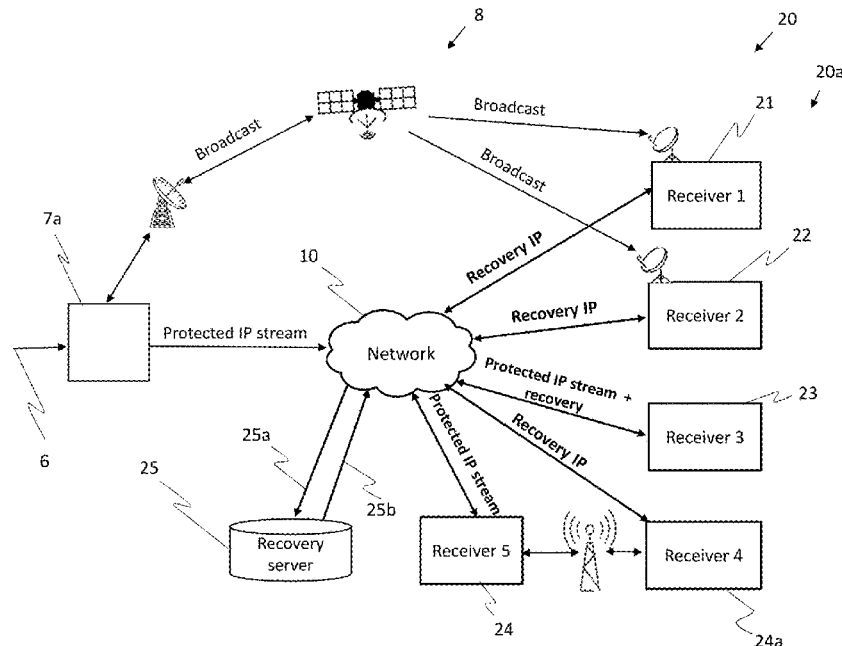 8
20
20a
21
Broadcast
Broadcast
Broadcast
Receiver 1
7a
10
Recovery IP
22
Recovery IP
Receiver 2
Protected IP stream
Network
Protected IP stream +
recovery
23
Receiver 3
6
25a
25
25b
Protected IP stream
Recovery IP
Recovery
server
Receiver 5
Receiver 4
24
24a